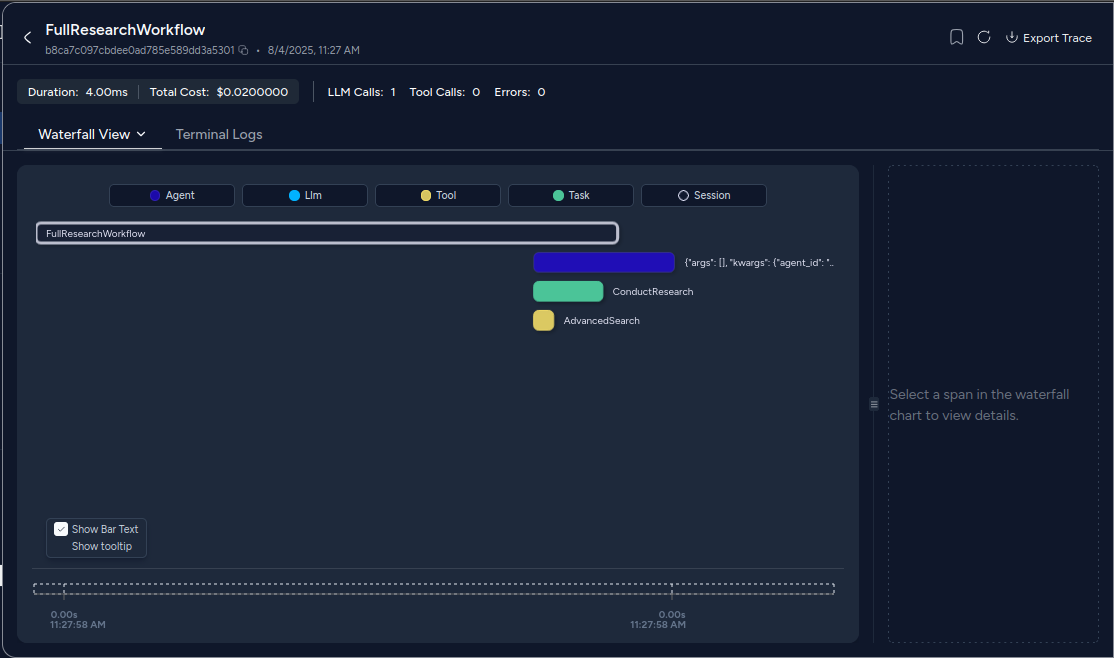 FullResearchWorkflow
b8ca7c097cbdee0ad785e589dd3a5301 • 8/4/2025, 11:27 AM
Export Trace
Duration: 4.00ms Total Cost: $0.0200000 LLM Calls: 1 Tool Calls: 0 Errors: 0
Waterfall View Terminal Logs
Agent Llm Tool Task Session
FullResearchWorkflow
{"args": [], "kwargs": {"agent_id": "..
ConductResearch
AdvancedSearch
Select a span in the waterfall
chart to view details.
Show Bar Text
Show tooltip
0.00s 0.00s
11:27:58 AM 11:27:58 AM